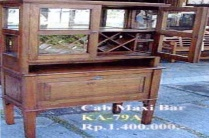 Cab Maxi Bar
KA-79A
Rp.1.400.000,-